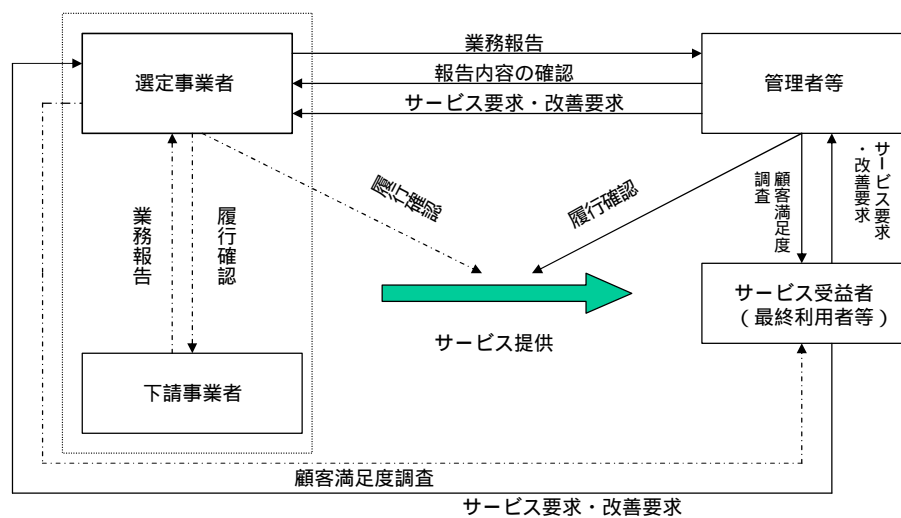 業務報告
選定事業者
報告内容の確認
管理者等
サービス要求・改善要求
サービス要求
・改善要求
顧客満足度
調査
履行確認
履行確認
業務報告
履行確認
サービス受益者
(最終利用者等)
サービス提供
下請事業者
顧客満足度調査
サービス要求・改善要求